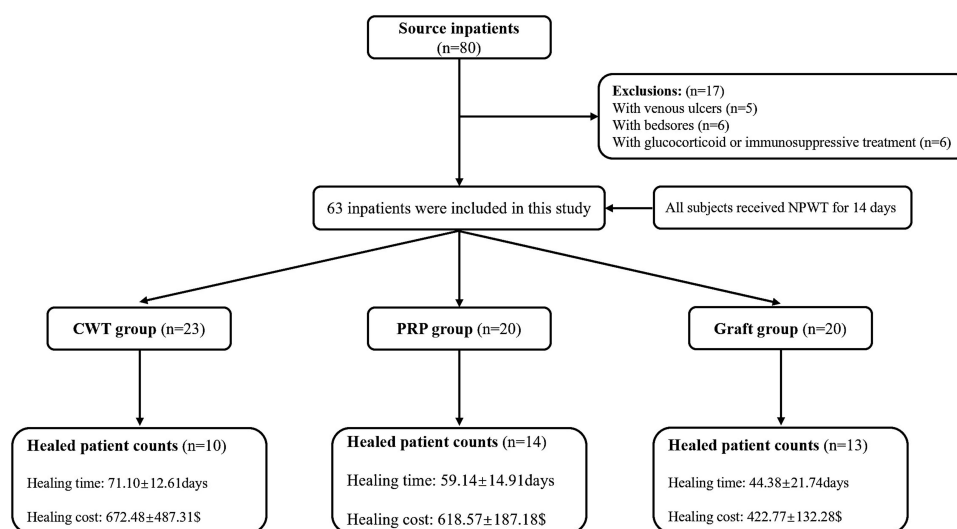 Source inpatients
(n=80)
Exclusions: (n=17)
With venous ulcers (n=5)
With bedsores (n=6)
With glucocorticoid or immosuppressive treatment (n=6)
63 inpatients were included in this study
All subjects received NPWT for 14 days
CWT group (n=23)
PRP group (n=20)
Graft group (n=20)
Healed patient counts (n=10)
Healing time: 71.10±12.61days
Healing cost: 672.48±487.31$
Healed patient counts (n=14)
Healing time: 59.14±14.91days
Healing cost: 618.57±187.18$
Healed patient counts (n=13)
Healing time: 44.38±21.74days
Healing cost: 422.77±132.28$